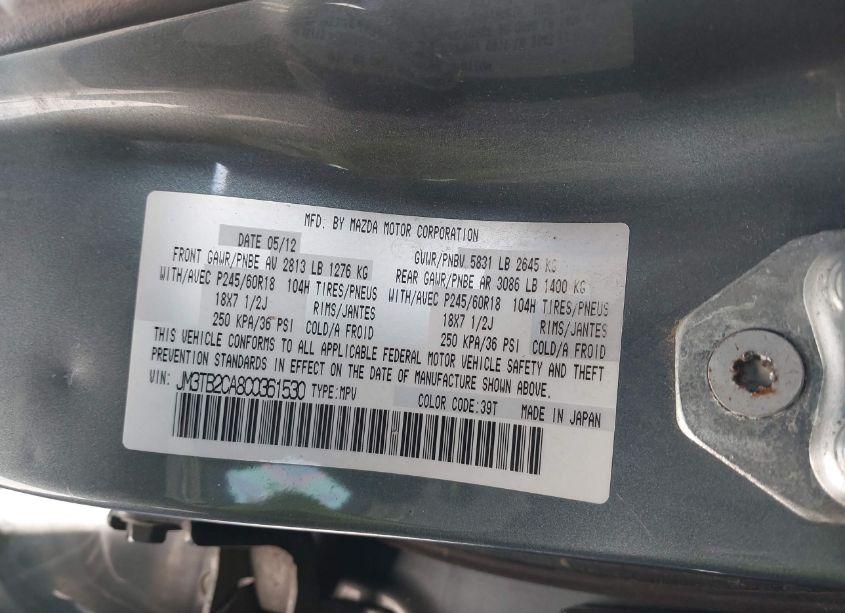 MFD. BY MAZDA MOTOR CORPORATION
DATE 05/12 GVWR/PNBV 5831 LB 2645 KG
FRONT GAWR/PNBE AV 2813 LB 1276 KG REAR GAWR/PNBE AR 3086 LB 1400 KG
WITH/AVEC P245/60R18 104H TIRES/PNEUS WITH/AVEC P245/60R18 104H TIRES/PNEUS
18X7 1/2J RIMS/JANTES 18X7 1/2J RIMS/JANTES
250 KPA/36 PSI COLD/A FROID 250 KPA/36 PSI COLD/A FROID
THIS VEHICLE CONFORMS TO ALL APPLICABLE FEDERAL MOTOR VEHICLE SAFETY AND THEFT
PREVENTION STANDARDS IN EFFECT ON THE DATE OF MANUFACTURE SHOWN ABOVE.
VIN: JM3TB2CA8C0361530 TYPE:MPV COLOR CODE:39T MADE IN JAPAN